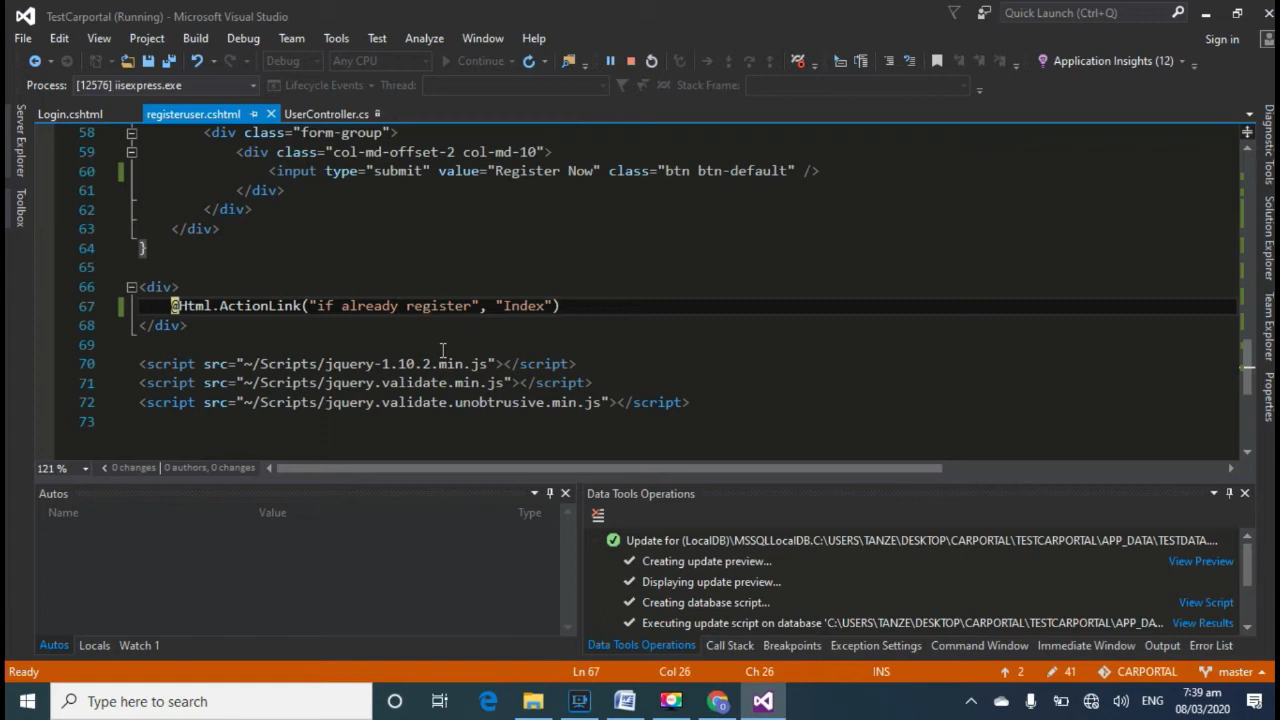 TestCarportal (Running) - Microsoft Visual Studio
Quick Launch (Ctrl+Q)
File Edit View Project Build Debug Team Tools Test Analyze Window Help
Sign in
Debug Any CPU Continue Application Insights (12)
Process: [12576] iisexpress.exe Lifecycle Events Thread: Stack Frame:
Login.cshtml registeruser.cshtml UserController.cs
Server Explorer
Toolbox
58 <div class="form-group">
59 <div class="col-md-offset-2 col-md-10">
60 <input type="submit" value="Register Now" class="btn btn-default" />
61 </div>
62 </div>
63 </div>
64 }
65
66 <div>
67 @Html.ActionLink("if already register", "Index")
68 </div>
69
70 <script src="~/Scripts/jquery-1.10.2.min.js"></script>
71 <script src="~/Scripts/jquery.validate.min.js"></script>
72 <script src="~/Scripts/jquery.validate.unobtrusive.min.js"></script>
73
Diagnostic Tools
Solution Explorer
Team Explorer
Properties
121 % 0 changes | 0 authors, 0 changes
Autos
Name Value Type
Autos Locals Watch 1
Data Tools Operations
Update for (LocalDB)\MSSQLLocalDB.C:\USERS\TANZE\DESKTOP\CARPORTAL\TESTCARPORTAL\APP_DATA\TESTDATA....
Creating update preview... View Preview
Displaying update preview...
Creating database script... View Script
Executing update script on database 'C:\USERS\TANZE\DESKTOP\CARPORTAL\TESTCARPORTAL\APP_DA... View Results
Data Tools Operations Call Stack Breakpoints Exception Settings Command Window Immediate Window Output Error List
Ready Ln 67 Col 26 Ch 26 INS 2 41 CARPORTAL master
Type here to search
ENG
7:39 am
08/03/2020